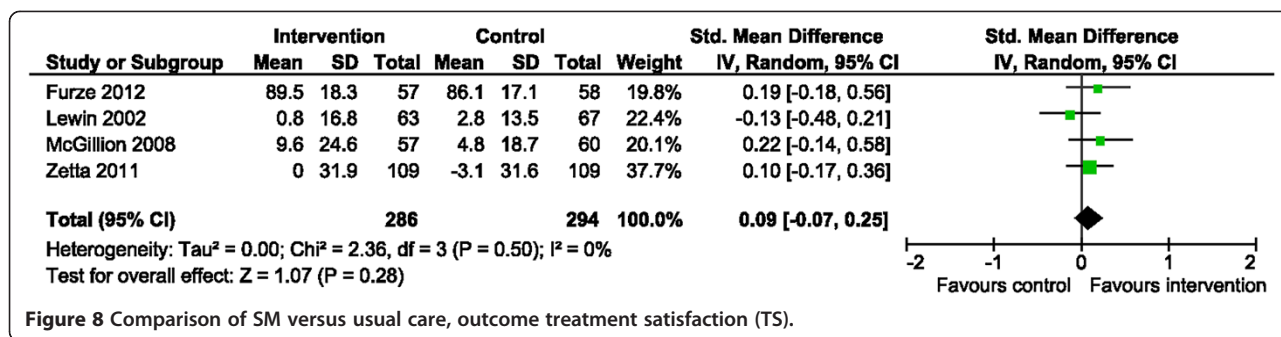 Intervention Control Std. Mean Difference Std. Mean Difference
Study or Subgroup Mean SD Total Mean SD Total Weight IV, Random, 95% CI IV, Random, 95% CI
Furze 2012 89.5 18.3 57 86.1 17.1 58 19.8% 0.19 [-0.18, 0.56]
Lewin 2002 0.8 16.8 63 2.8 13.5 67 22.4% -0.13 [-0.48, 0.21]
McGillion 2008 9.6 24.6 57 4.8 18.7 60 20.1% 0.22 [-0.14, 0.58]
Zetta 2011 0 31.9 109 -3.1 31.6 109 37.7% 0.10 [-0.17, 0.36]
Total (95% CI) 286 294 100.0% 0.09 [-0.07, 0.25]
Heterogeneity: Tau² = 0.00; Chi² = 2.36, df = 3 (P = 0.50); I² = 0%
Test for overall effect: Z = 1.07 (P = 0.28)
-2 -1 0 1 2
Favours control Favours intervention
Figure 8 Comparison of SM versus usual care, outcome treatment satisfaction (TS).